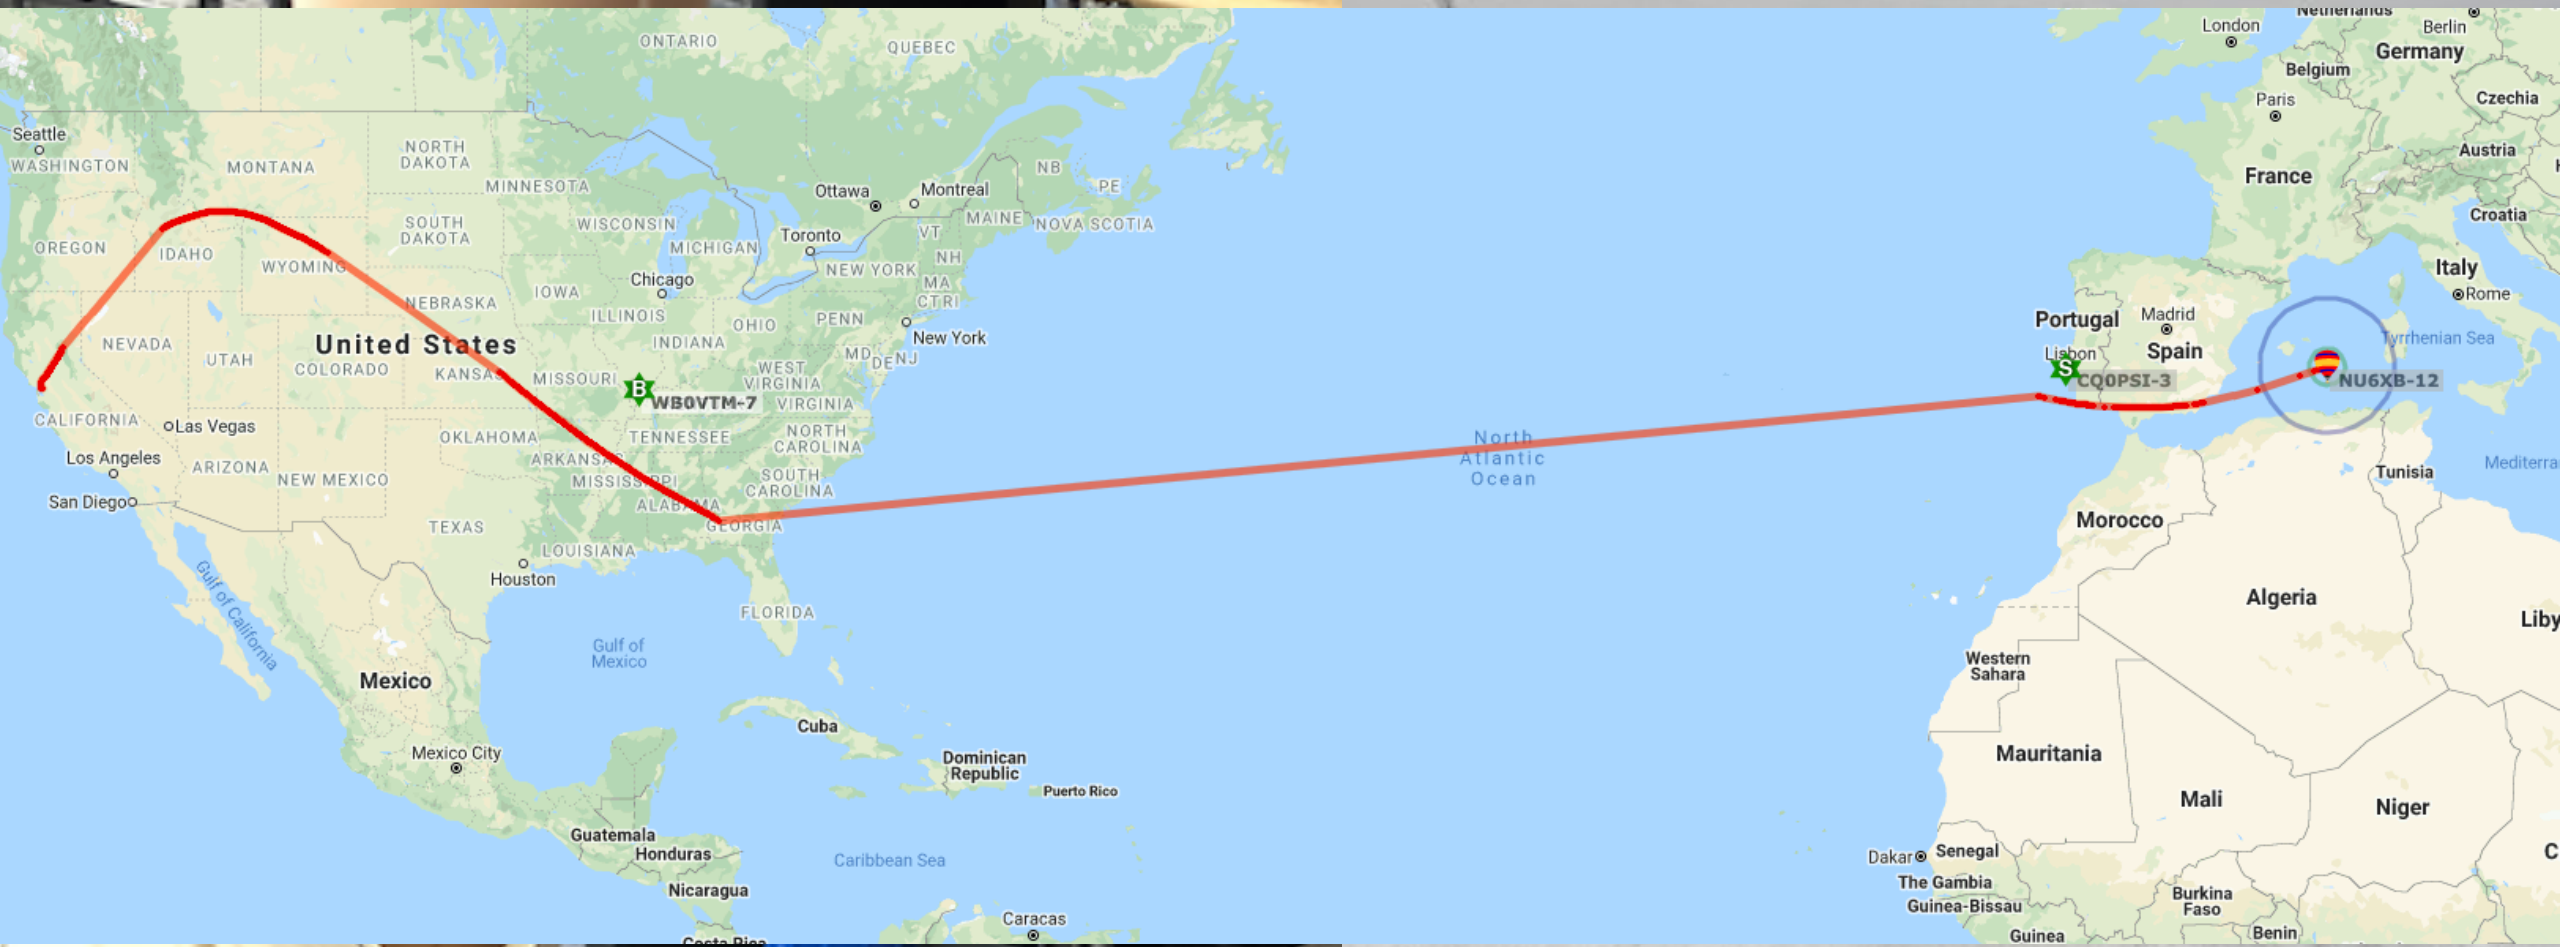 ONTARIO
QUEBEC
Seattle
WASHINGTON
MONTANA
NORTH
DAKOTA
MINNESOTA
Ottawa
Montreal
NB
PE
OREGON
IDAHO
WYOMING
SOUTH
DAKOTA
WISCONSIN
MICHIGAN
Toronto
VT
MAINE
NOVA SCOTIA
NH
NEW YORK
MA
CT
RI
Chicago
NEBRASKA
IOWA
ILLINOIS
INDIANA
OHIO
PENN
New York
NEVADA
UTAH
United States
COLORADO
KANSAS
MISSOURI
WEST
VIRGINIA
MD
DE
NJ
B
WB0VTM-7
VIRGINIA
CALIFORNIA
Las Vegas
Los Angeles
San Diego
ARIZONA
NEW MEXICO
OKLAHOMA
ARKANSAS
TENNESSEE
NORTH
CAROLINA
MISSISSIPPI
ALABAMA
SOUTH
CAROLINA
GEORGIA
TEXAS
LOUISIANA
Houston
FLORIDA
Gulf of California
Gulf of
Mexico
Mexico
Mexico City
Cuba
Dominican
Republic
Puerto Rico
Guatemala
Honduras
Nicaragua
Caribbean Sea
Caracas
Costa Rica
North
Atlantic
Ocean
London
Netherlands
Berlin
Germany
Belgium
Paris
Czechia
Austria
France
Croatia
Italy
Rome
Portugal
Madrid
Spain
Lisbon
S
CQ0PSI-3
Tyrrhenian Sea
NU6XB-12
Tunisia
Mediterra
Morocco
Algeria
Liby
Western
Sahara
Mauritania
Mali
Niger
C
Dakar
Senegal
The Gambia
Guinea-Bissau
Guinea
Burkina
Faso
Benin